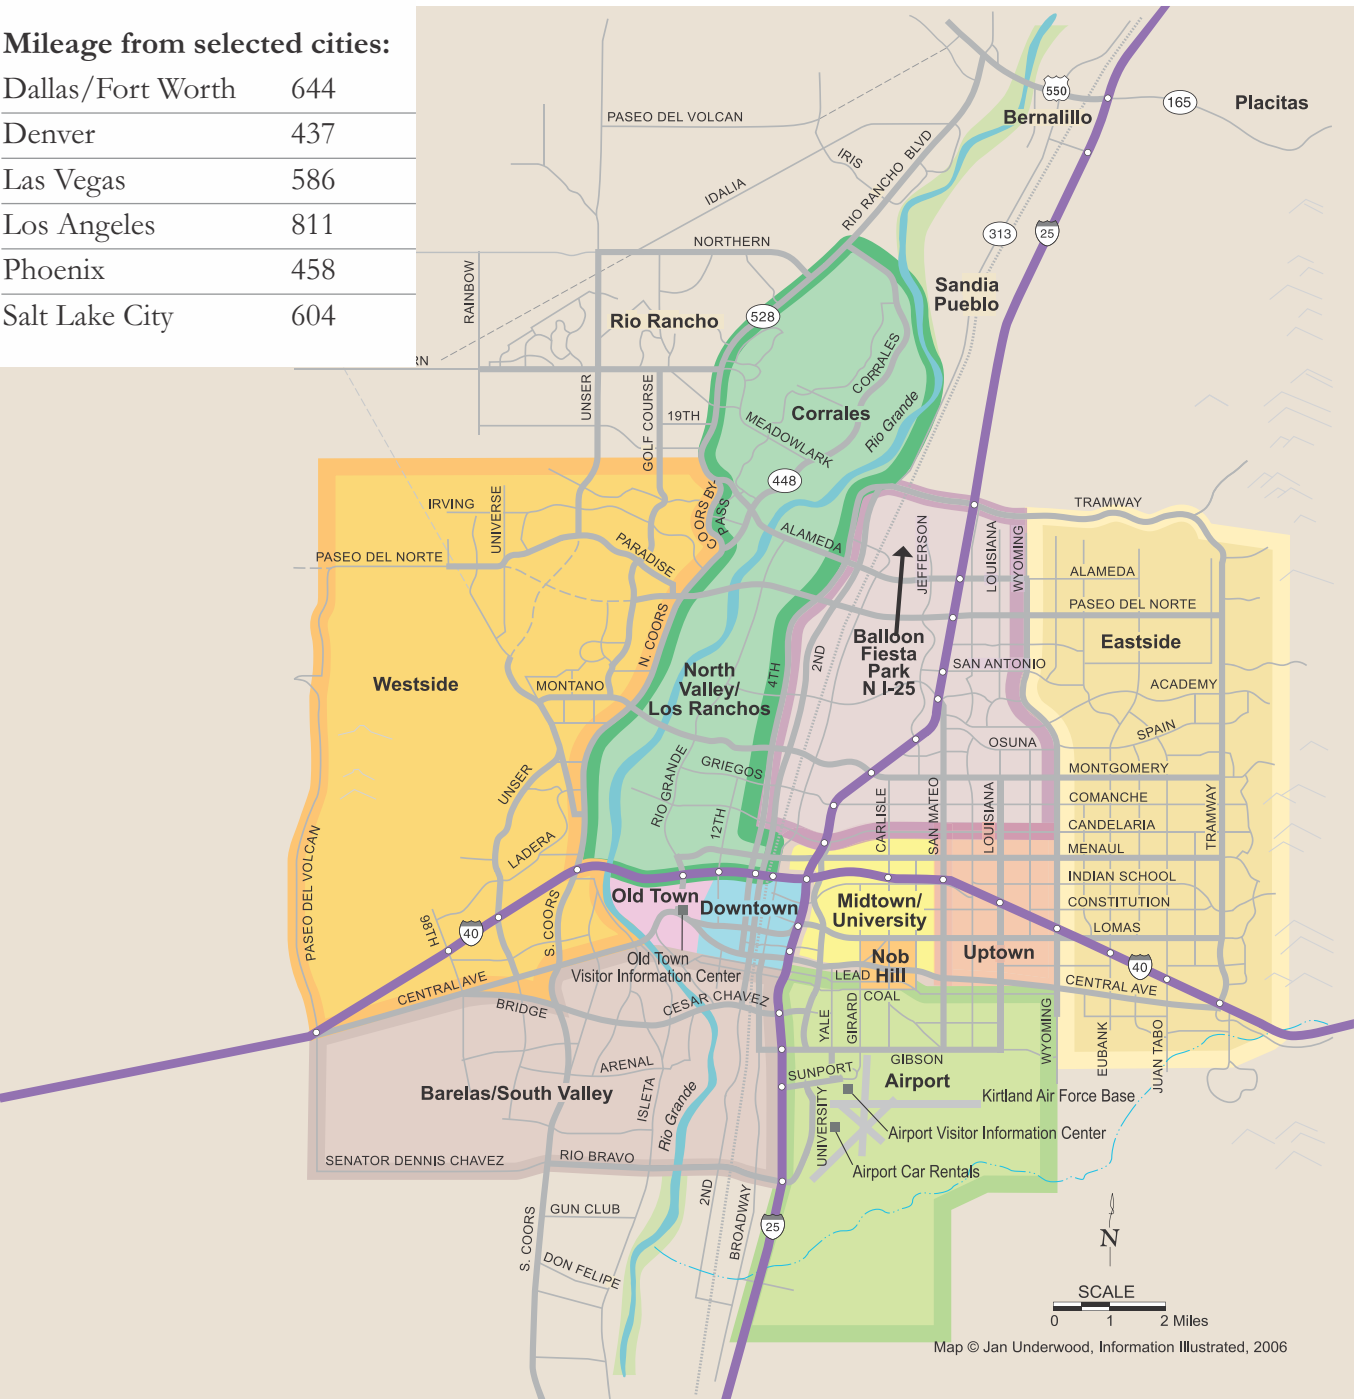 Mileage from selected cities:
Dallas/Fort Worth 644
Denver 437
Las Vegas 586
Los Angeles 811
Phoenix 458
Salt Lake City 604
550
165
Placitas
Bernalillo
PASEO DEL VOLCAN
IRIS
RIO RANCHO BLVD
IDALIA
313
25
NORTHERN
RAINBOW
Sandia
Pueblo
Rio Rancho
528
RN
UNSER
GOLF COURSE
19TH
CORRALES
Corrales
Rio Grande
MEADOWLARK
448
COORS BY-
PASS
IRVING
UNIVERSE
TRAMWAY
ALAMEDA
JEFFERSON
LOUISIANA
WYOMING
PARADISE
PASEO DEL NORTE
ALAMEDA
PASEO DEL NORTE
N. COORS
Balloon
Fiesta
Park
N I-25
2ND
4TH
Eastside
SAN ANTONIO
North
Valley/
Los Ranchos
Westside
MONTANO
ACADEMY
SPAIN
OSUNA
GRIEGOS
RIO GRANDE
MONTGOMERY
UNSER
COMANCHE
CARLISLE
SAN MATEO
LOUISIANA
TRAMWAY
12TH
CANDELARIA
LADERA
MENAUL
PASEO DEL VOLCAN
INDIAN SCHOOL
Old Town
Downtown
Midtown/
University
CONSTITUTION
LOMAS
98TH
40
S. COORS
Old Town
Visitor Information Center
Nob
Hill
Uptown
40
LEAD
CENTRAL AVE
CENTRAL AVE
BRIDGE
CESAR CHAVEZ
COAL
YALE
GIRARD
WYOMING
EUBANK
JUAN TABO
GIBSON
SUNPORT
Airport
ARENAL
Barelas/South Valley
ISLETA
Rio Grande
Kirtland Air Force Base
UNIVERSITY
Airport Visitor Information Center
Airport Car Rentals
SENATOR DENNIS CHAVEZ
RIO BRAVO
2ND
BROADWAY
GUN CLUB
25
S. COORS
DON FELIPE
N
SCALE
0 1 2 Miles
Map © Jan Underwood, Information Illustrated, 2006